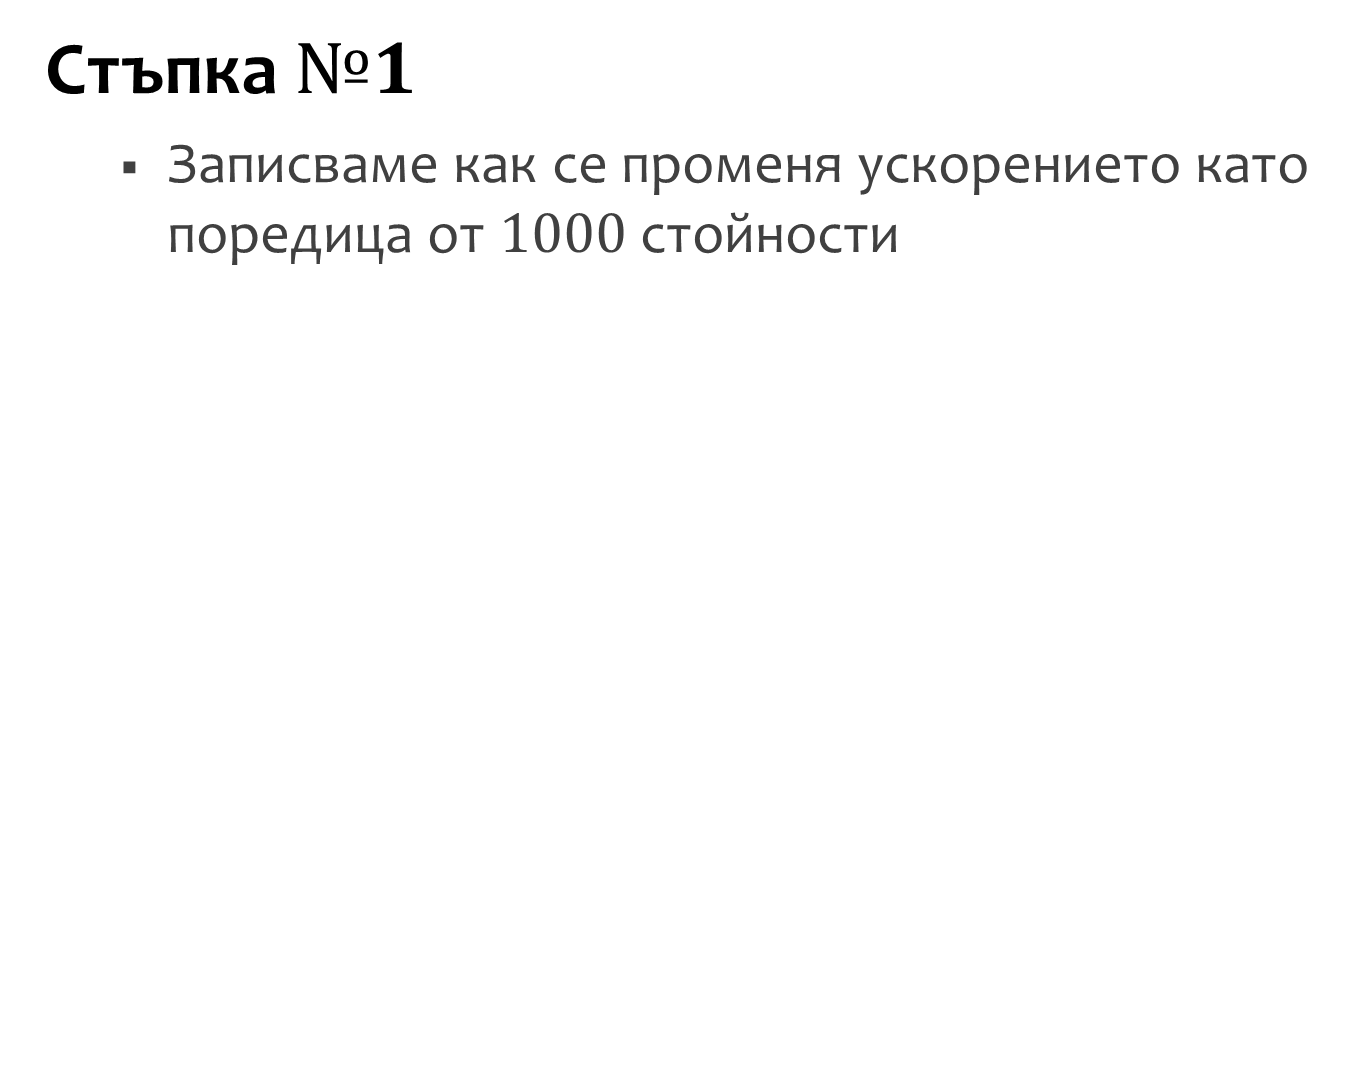 Стъпка №1
▪ Записваме как се променя ускорението като
поредица от 1000 стойности